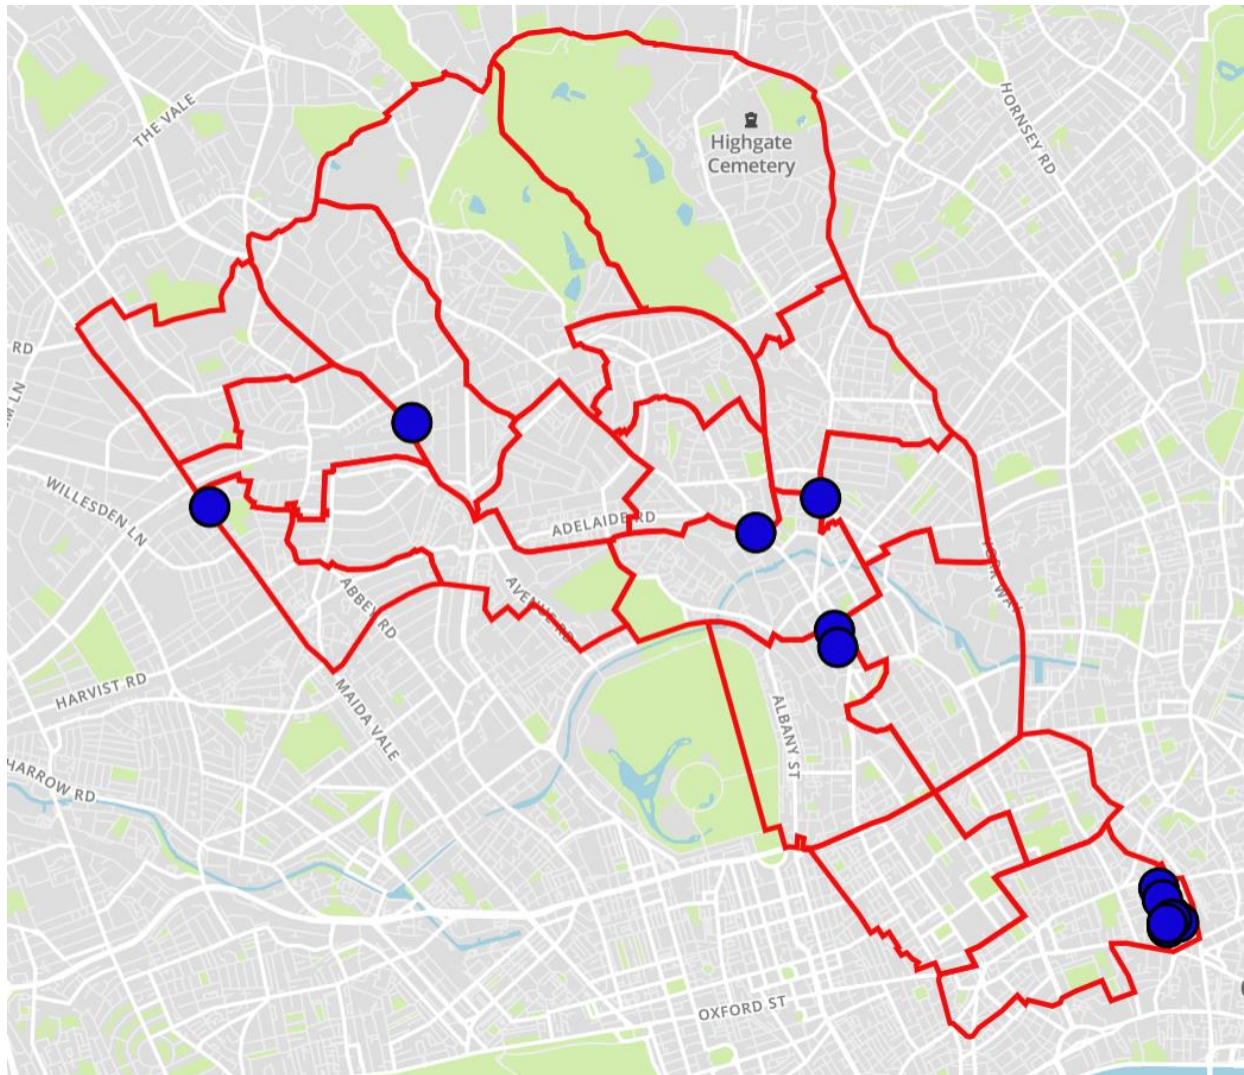 THE VALE
HORNSEY RD
Highgate
Cemetery
RD
WILLESDEN LN
ADELAIDE RD
ABBEY RD
AVENUE RD
HARVIST RD
MAIDA VALE
ALBANY ST
HARROW RD
OXFORD ST